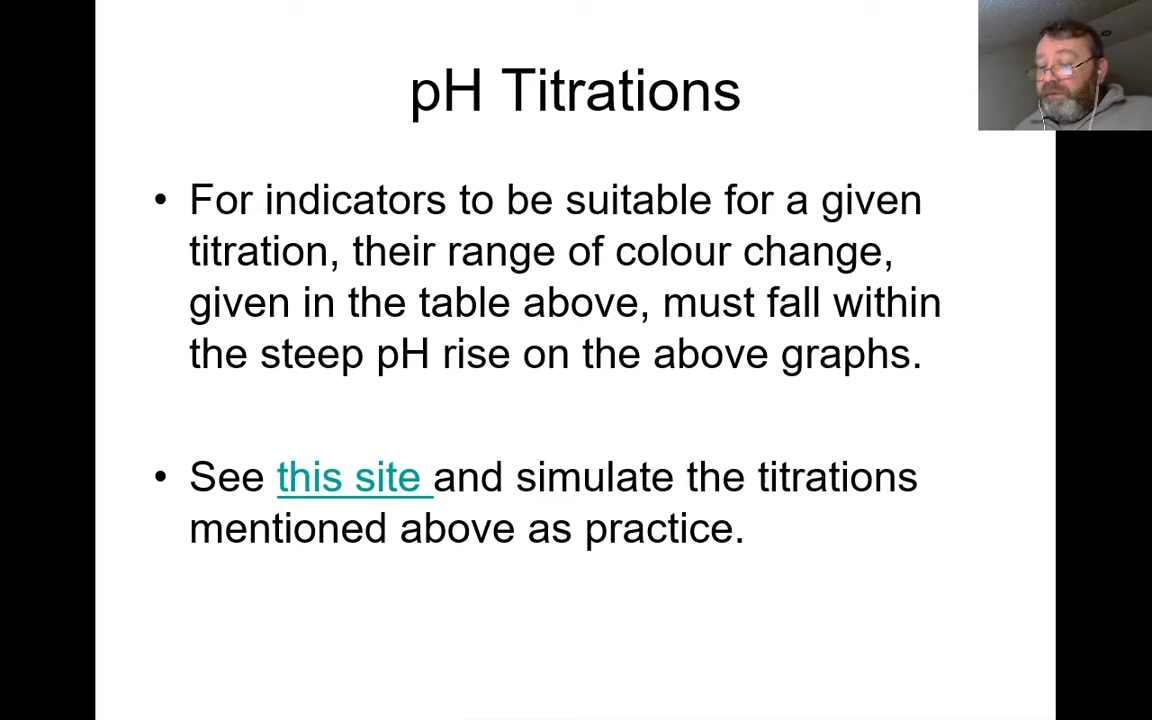 pH Titrations
• For indicators to be suitable for a given
titration, their range of colour change,
given in the table above, must fall within
the steep pH rise on the above graphs.
• See this site and simulate the titrations
mentioned above as practice.